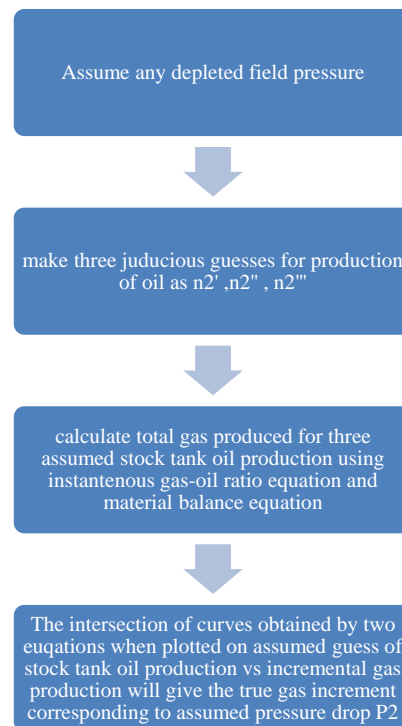 Assume any depleted field pressure
make three juducious guesses for production
of oil as n2' ,n2'' , n2'''
calculate total gas produced for three
assumed stock tank oil production using
instantenous gas-oil ratio equation and
material balance equation
The intersection of curves obtained by two
euqations when plotted on assumed guess of
stock tank oil production vs incremental gas
production will give the true gas increment
corresponding to assumed pressure drop P2